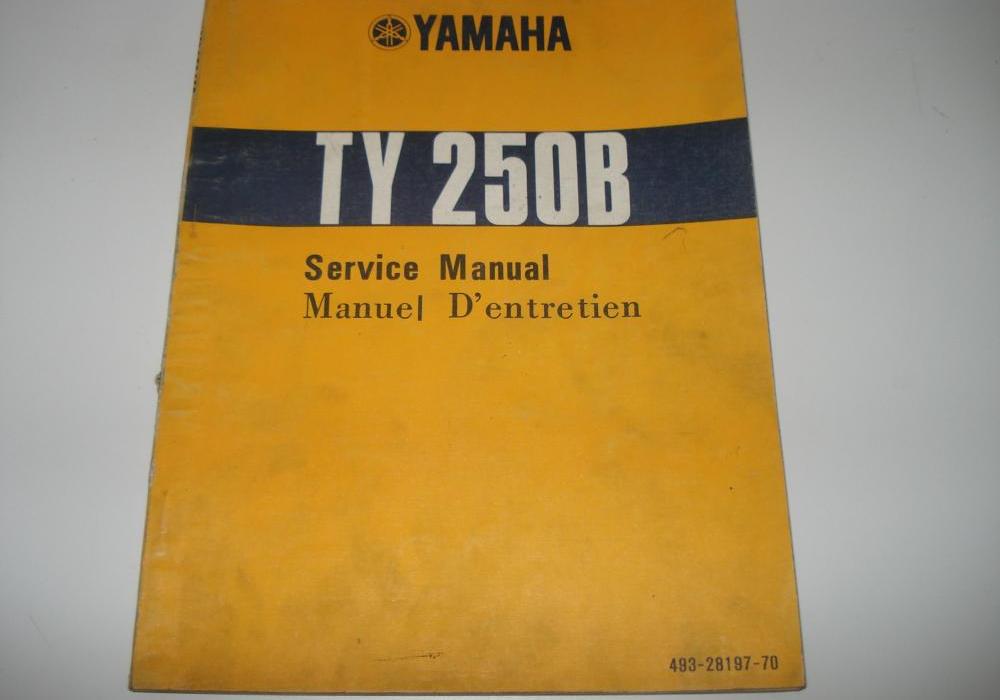 YAMAHA
TY 250B
Service Manual
Manuel D'entretien
493-28197-70